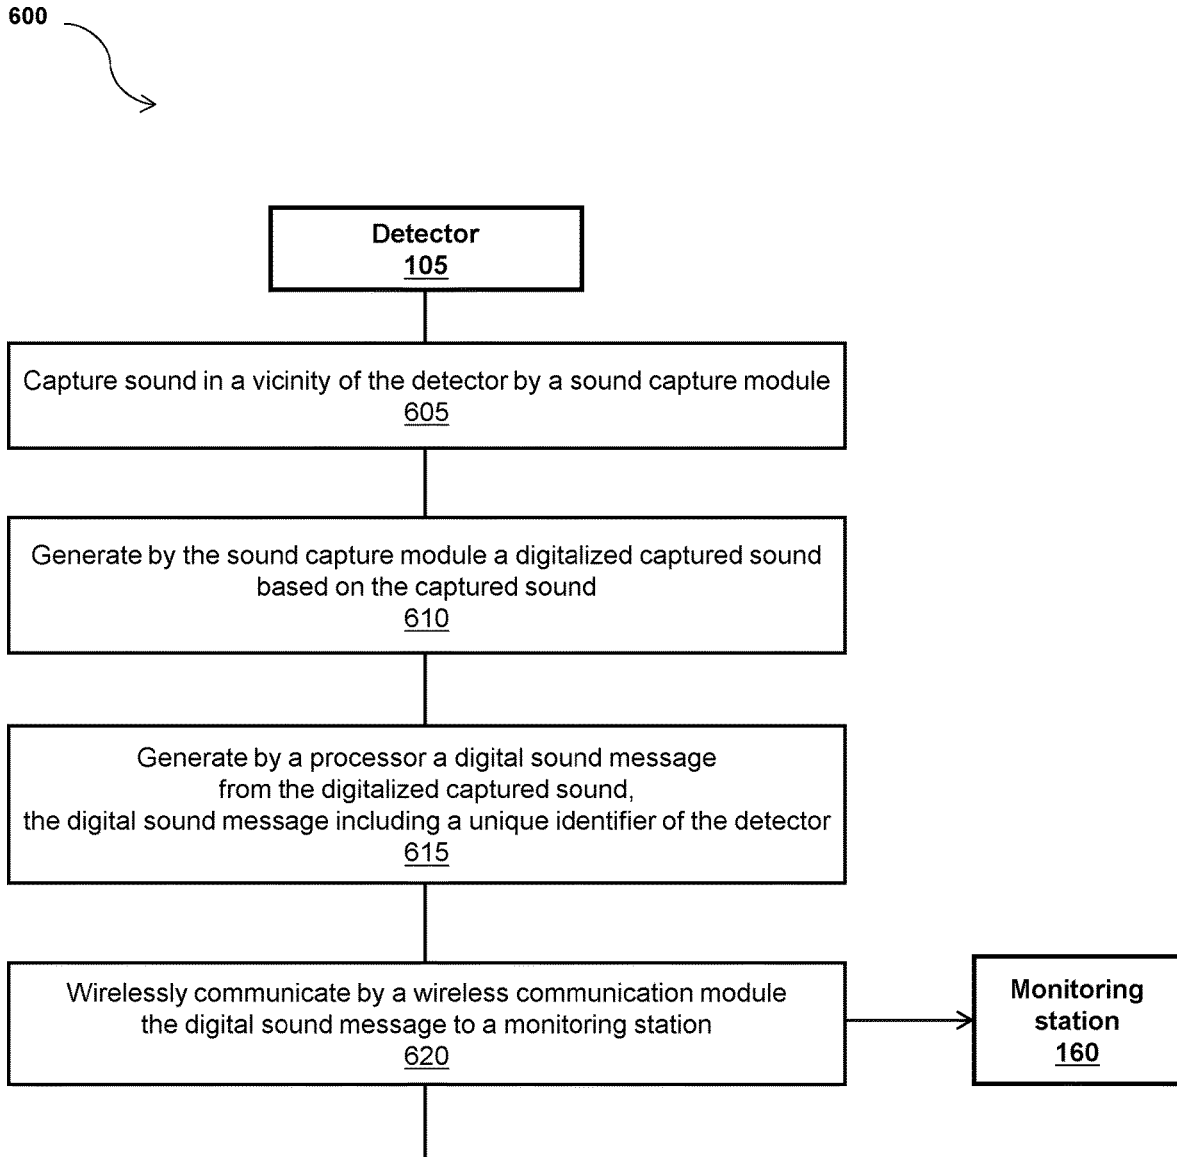 600
Detector
105
Capture sound in a vicinity of the detector by a sound capture module
605
Generate by the sound capture module a digitalized captured sound
based on the captured sound
610
Generate by a processor a digital sound message
from the digitalized captured sound,
the digital sound message including a unique identifier of the detector
615
Wirelessly communicate by a wireless communication module
the digital sound message to a monitoring station
620
Monitoring
station
160